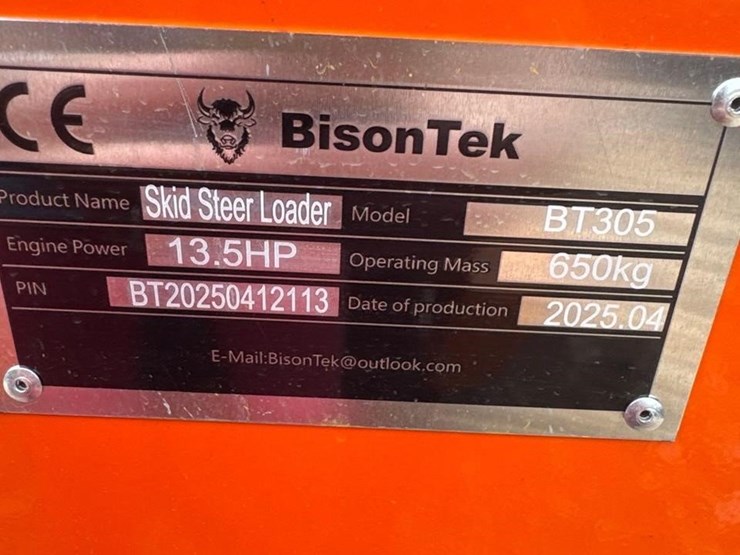 CE BisonTek
Product Name Skid Steer Loader Model BT305
Engine Power 13.5HP Operating Mass 650kg
PIN BT20250412113 Date of production 2025.04
E-Mail:BisonTek@outlook.com